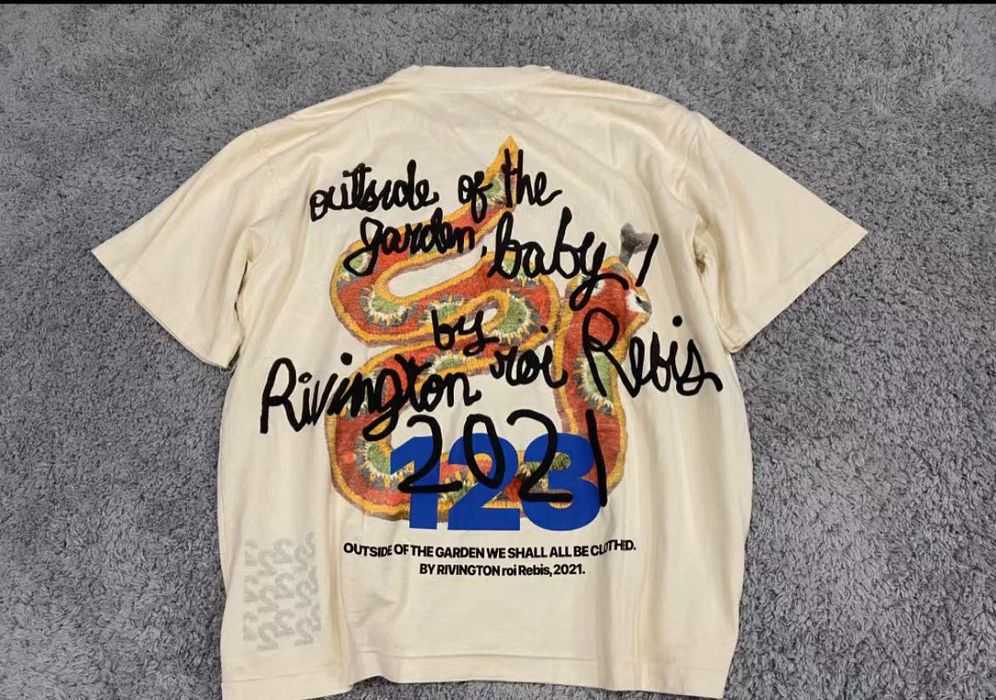 outside of the
garden, baby!
by
Rivington roi Rebis
2021
123
OUTSIDE OF THE GARDEN WE SHALL ALL BE CLOTHED.
BY RIVINGTON roi Rebis, 2021.